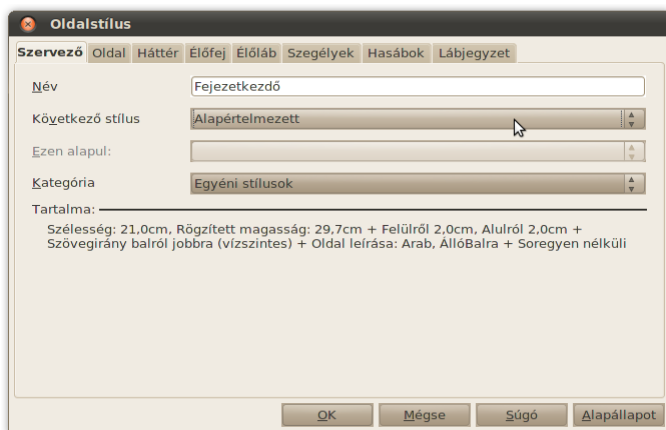 Oldalstílus
Szervező Oldal Háttér Élőfej Élőláb Szegélyek Hasábok Lábjegyzet
Név Fejezetkezdő
Következő stílus Alapértelmezett
Ezen alapul:
Kategória Egyéni stílusok
Tartalma:
Szélesség: 21,0cm, Rögzített magasság: 29,7cm + Felülről 2,0cm, Alulról 2,0cm +
Szövegirány balról jobbra (vízszintes) + Oldal leírása: Arab, ÁllóBalra + Soregyen nélküli
OK Mégse Súgó Alapállapot